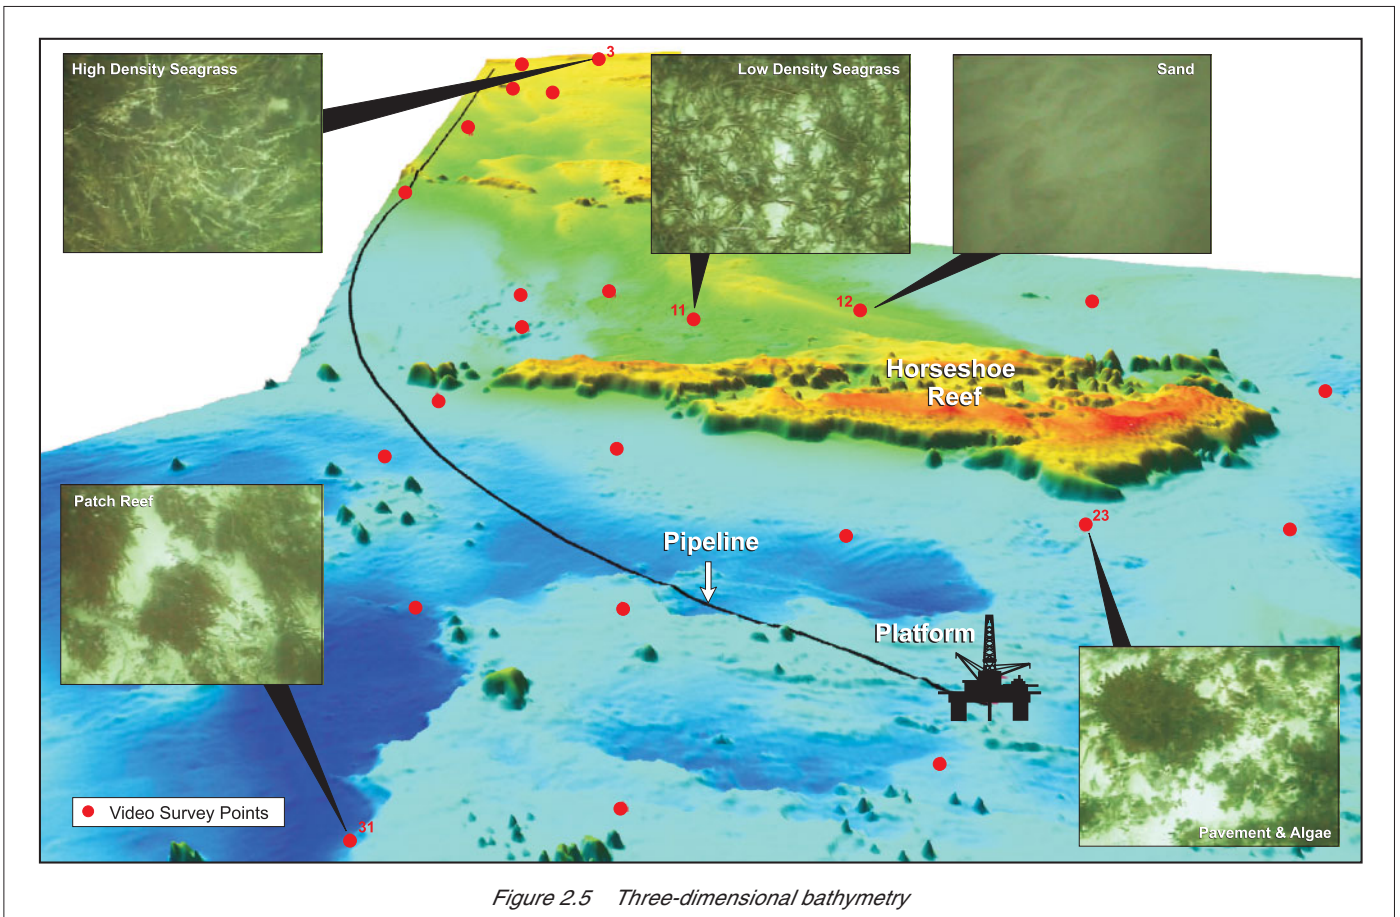 High Density Seagrass
3
Low Density Seagrass
Sand
11
12
Horseshoe
Reef
Patch Reef
23
Pipeline
Platform
Video Survey Points
31
Pavement & Algae
Figure 2.5 Three-dimensional bathymetry